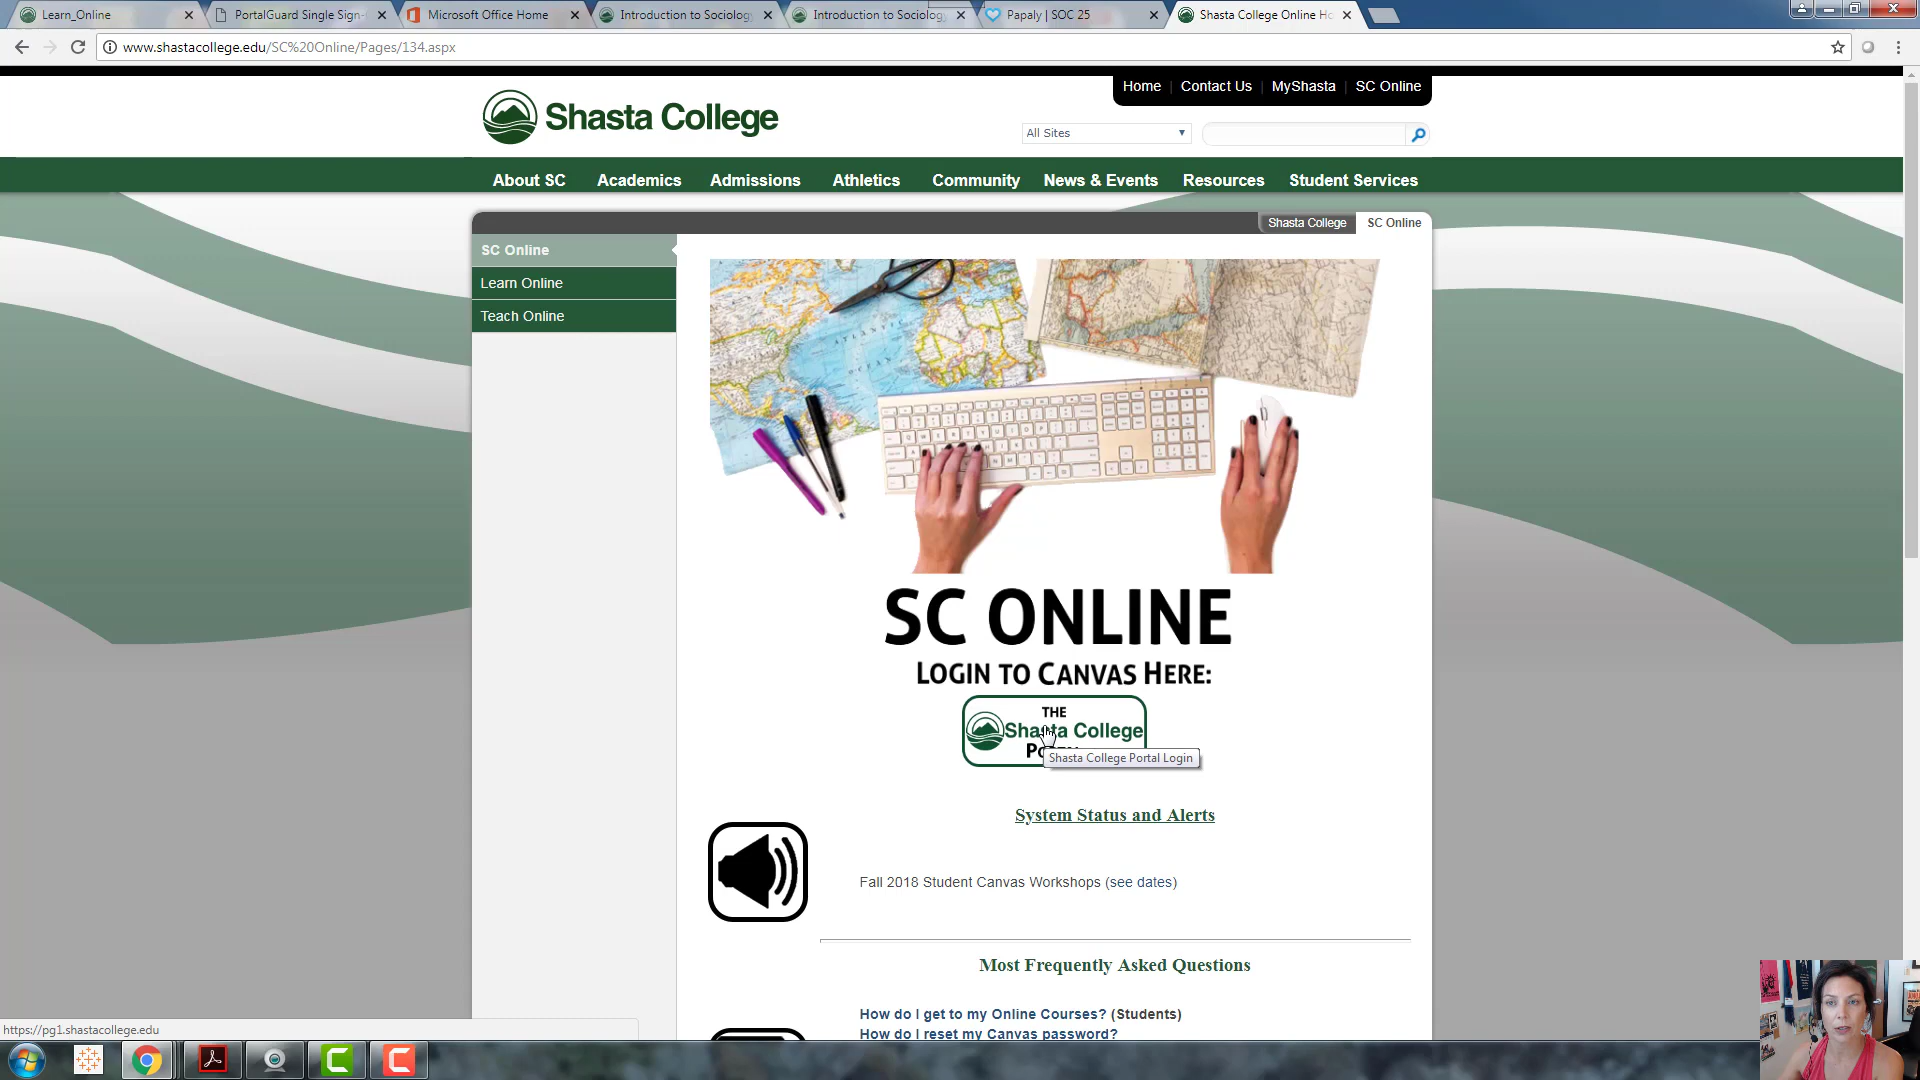 Learn_Online
PortalGuard Single Sign-
Microsoft Office Home
Introduction to Sociology
Introduction to Sociology
Papaly | SOC 25
Shasta College Online Ho
www.shastacollege.edu/SC%20Online/Pages/134.aspx
Home | Contact Us | MyShasta | SC Online
Shasta College
All Sites
About SC
Academics
Admissions
Athletics
Community
News & Events
Resources
Student Services
Shasta College
SC Online
SC Online
Learn Online
Teach Online
ATLANTIC
SC ONLINE
LOGIN TO CANVAS HERE:
THE
Shasta College
Shasta College Portal Login
System Status and Alerts
Fall 2018 Student Canvas Workshops (see dates)
Most Frequently Asked Questions
How do I get to my Online Courses? (Students)
How do I reset my Canvas password?
https://pg1.shastacollege.edu